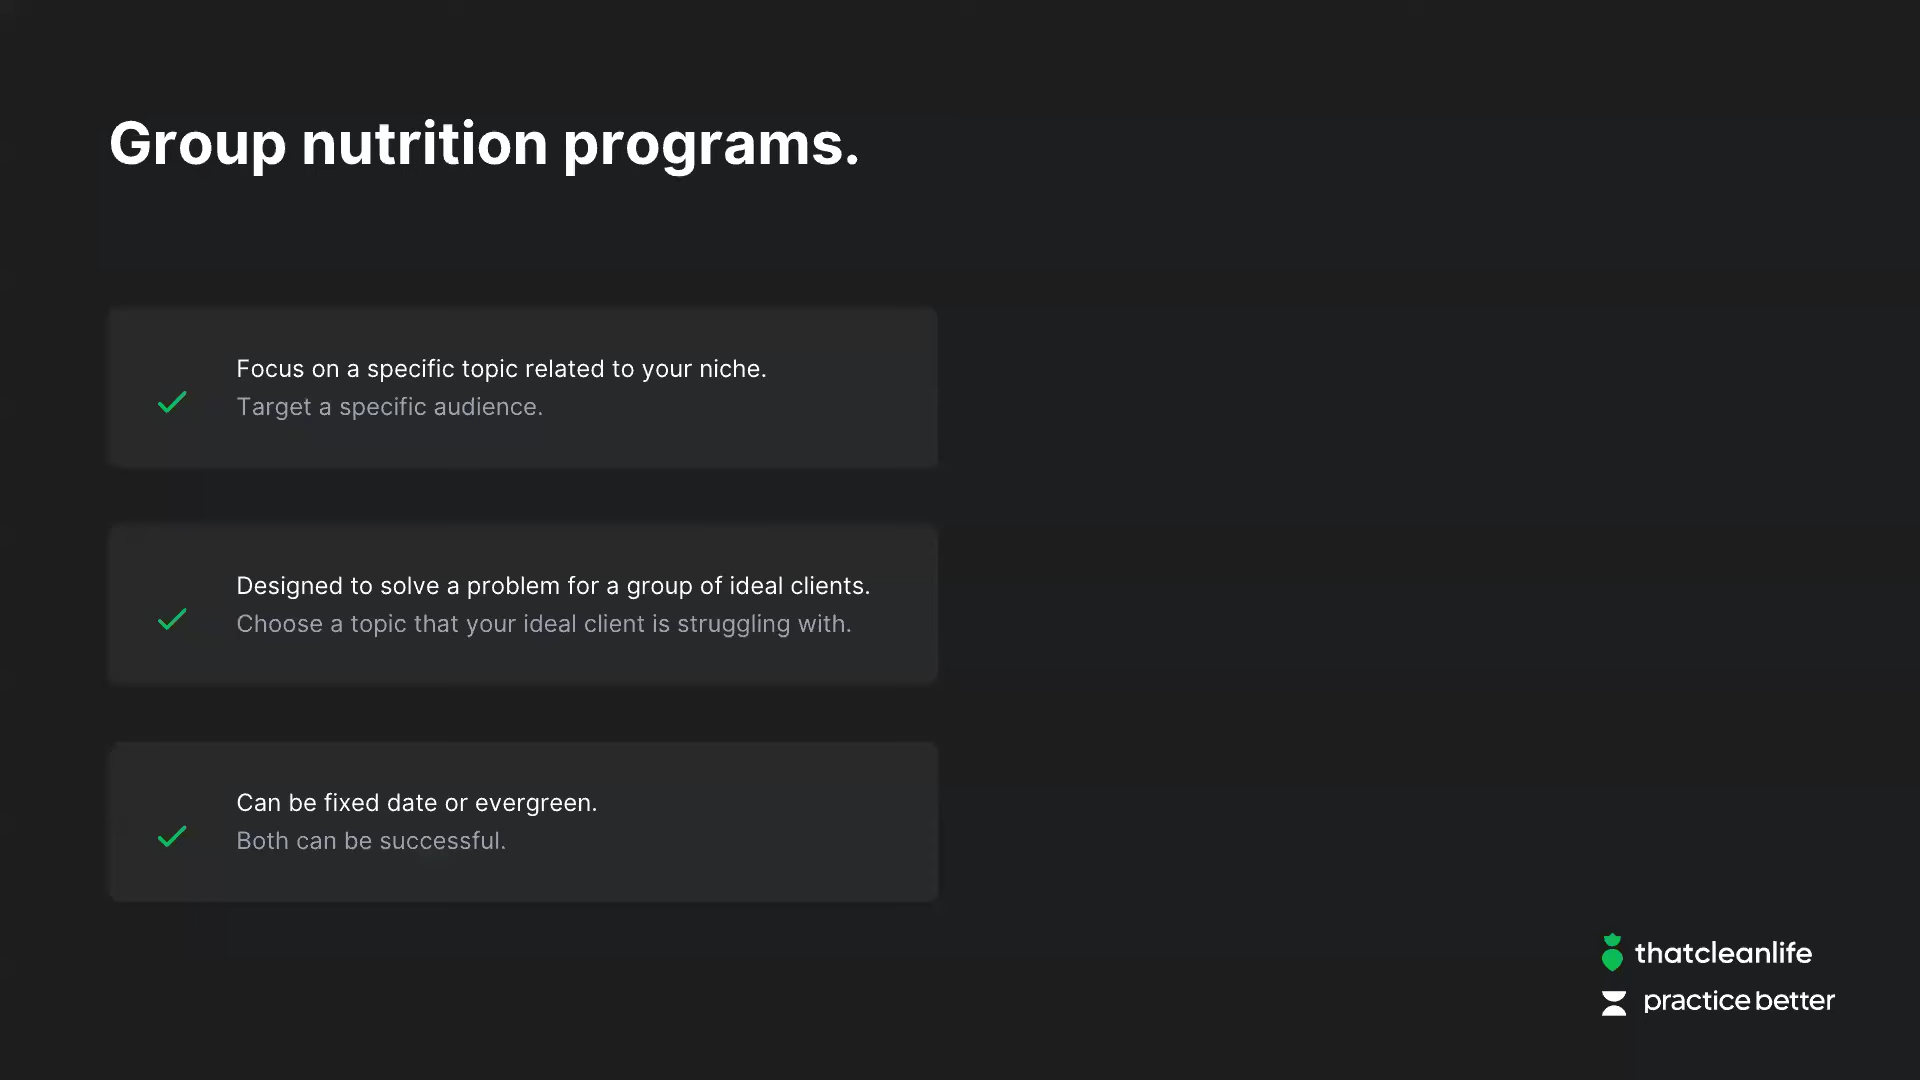 Group nutrition programs.
Focus on a specific topic related to your niche.
Target a specific audience.
Designed to solve a problem for a group of ideal clients.
Choose a topic that your ideal client is struggling with.
Can be fixed date or evergreen.
Both can be successful.
thatcleanlife
practice better